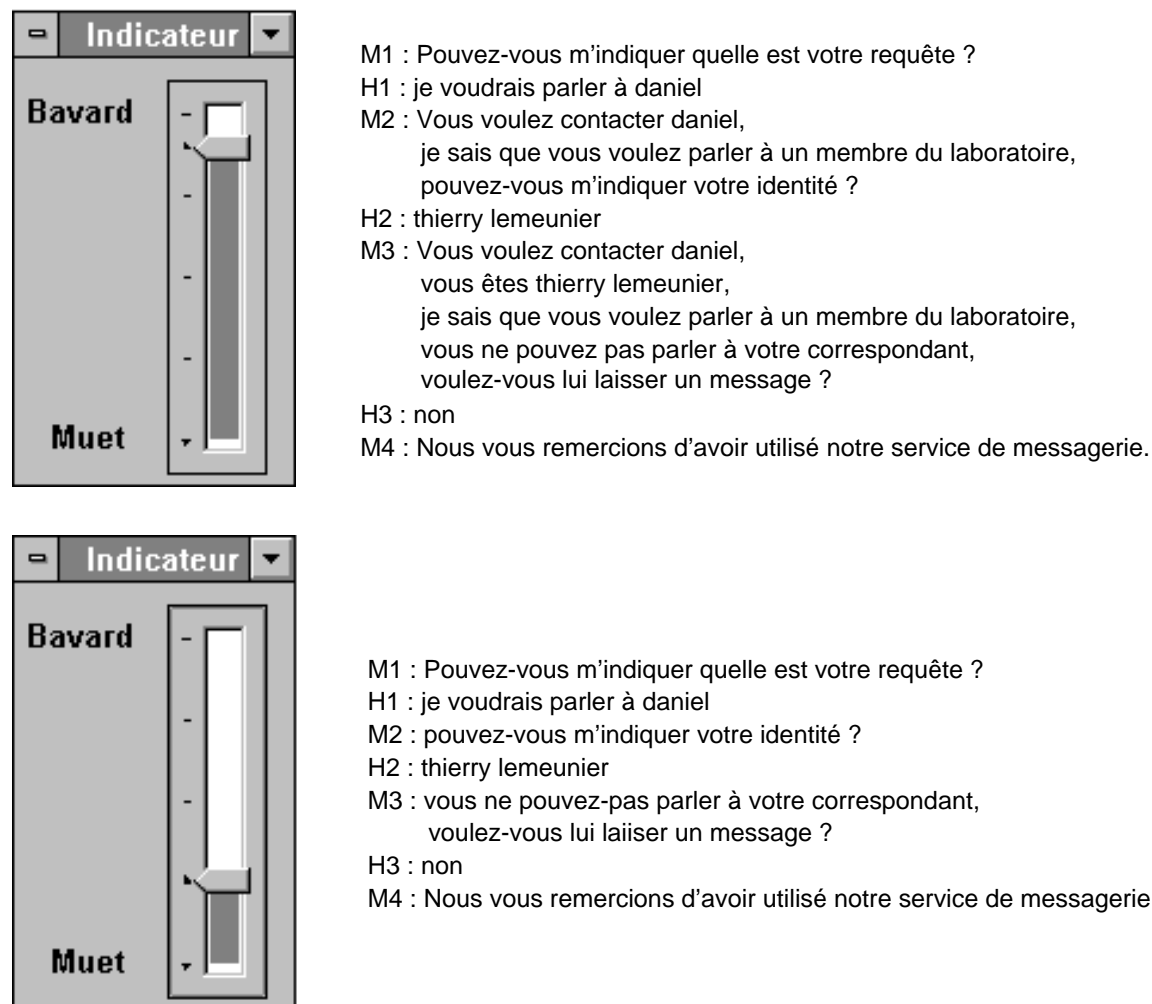 Indicateur
Bavard
Muet
M1 : Pouvez-vous m’indiquer quelle est votre requête ?
H1 : je voudrais parler à daniel
M2 : Vous voulez contacter daniel,
je sais que vous voulez parler à un membre du laboratoire,
pouvez-vous m’indiquer votre identité ?
H2 : thierry lemeunier
M3 : Vous voulez contacter daniel,
vous êtes thierry lemeunier,
je sais que vous voulez parler à un membre du laboratoire,
vous ne pouvez pas parler à votre correspondant,
voulez-vous lui laisser un message ?
H3 : non
M4 : Nous vous remercions d’avoir utilisé notre service de messagerie.
Indicateur
Bavard
Muet
M1 : Pouvez-vous m’indiquer quelle est votre requête ?
H1 : je voudrais parler à daniel
M2 : pouvez-vous m’indiquer votre identité ?
H2 : thierry lemeunier
M3 : vous ne pouvez-pas parler à votre correspondant,
voulez-vous lui laiiser un message ?
H3 : non
M4 : Nous vous remercions d’avoir utilisé notre service de messagerie